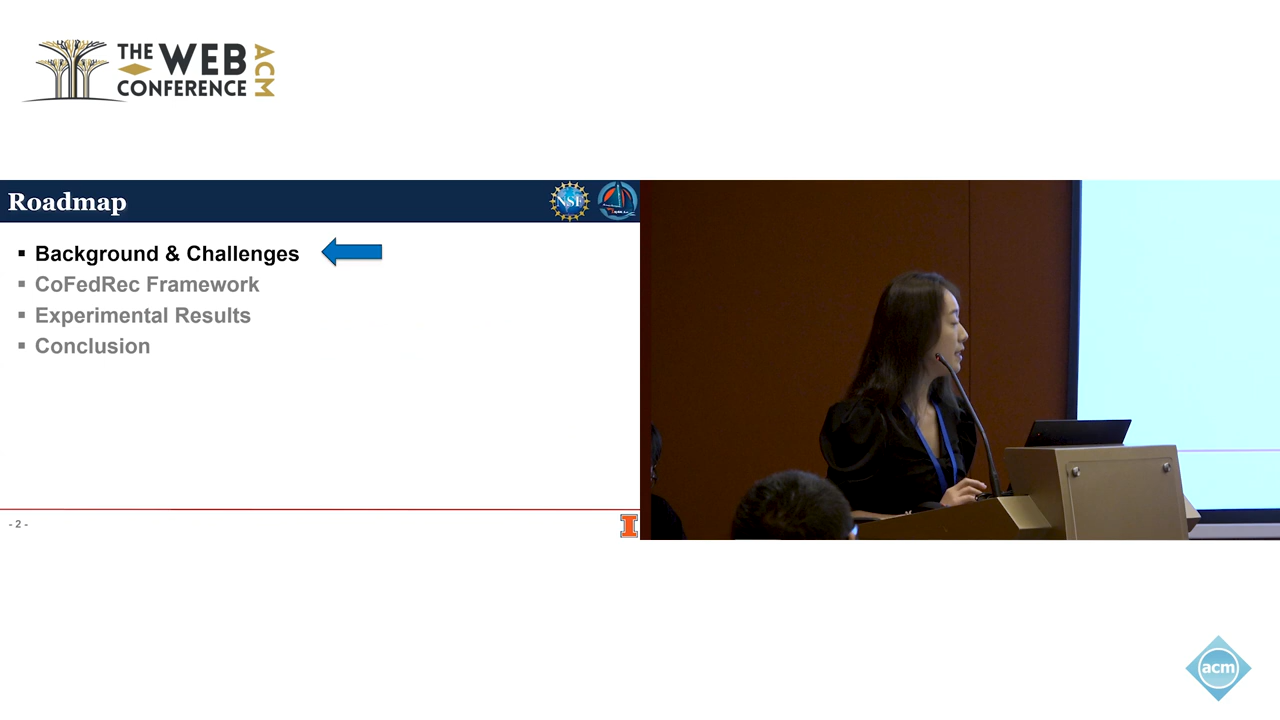 THE WEB
CONFERENCE
ACM
Roadmap
NSF
▪ Background & Challenges
▪ CoFedRec Framework
▪ Experimental Results
▪ Conclusion
- 2 -
I
acm